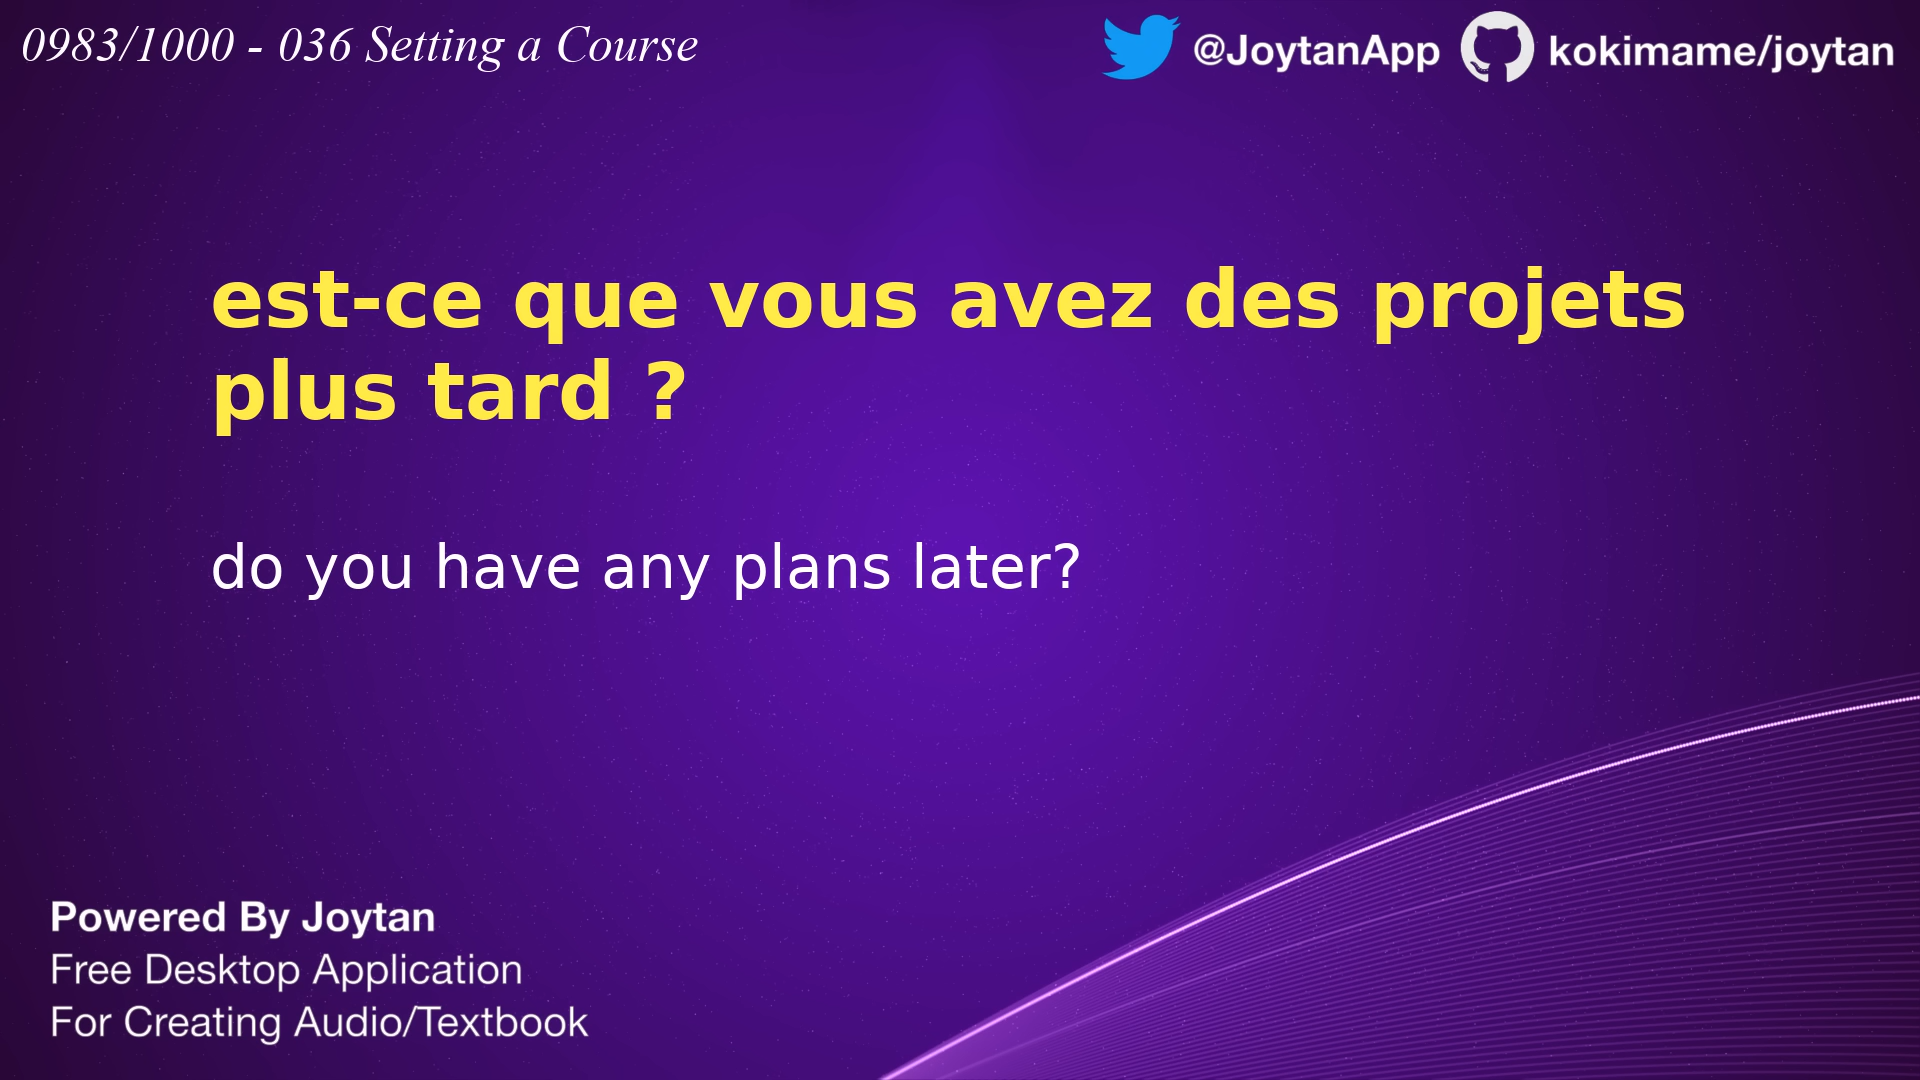 0983/1000 - 036 Setting a Course
@JoytanApp
kokimame/joytan
est-ce que vous avez des projets
plus tard ?
do you have any plans later?
Powered By Joytan
Free Desktop Application
For Creating Audio/Textbook